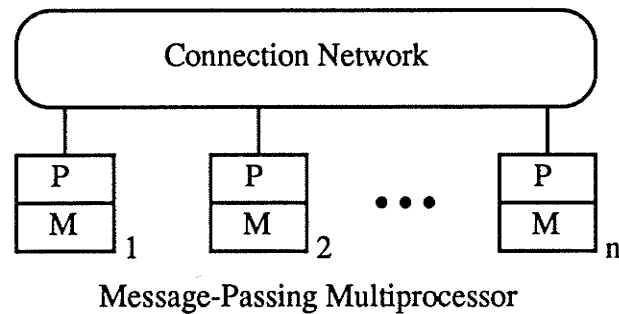 Connection Network
P P P
M M M
1 2 n
Message-Passing Multiprocessor